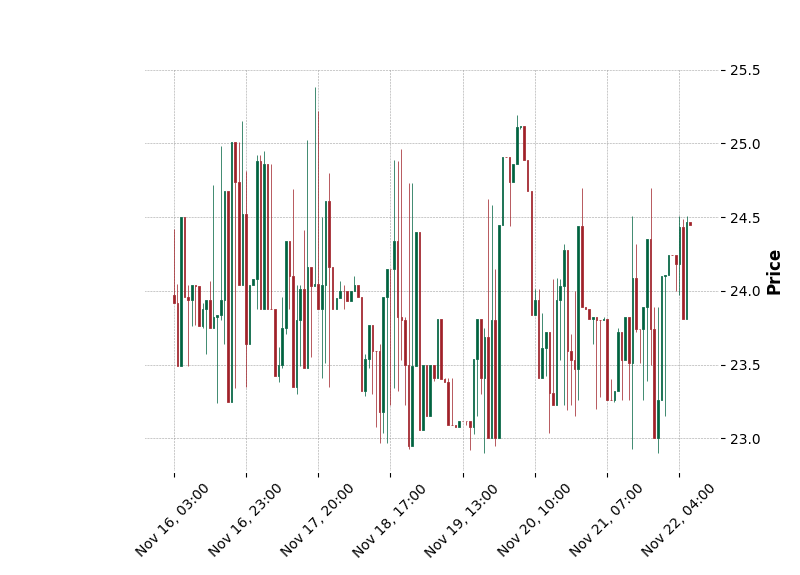 25.5
25.0
24.5
24.0
23.5
23.0
Price
Nov 16, 03:00
Nov 16, 23:00
Nov 17, 20:00
Nov 18, 17:00
Nov 19, 13:00
Nov 20, 10:00
Nov 21, 07:00
Nov 22, 04:00